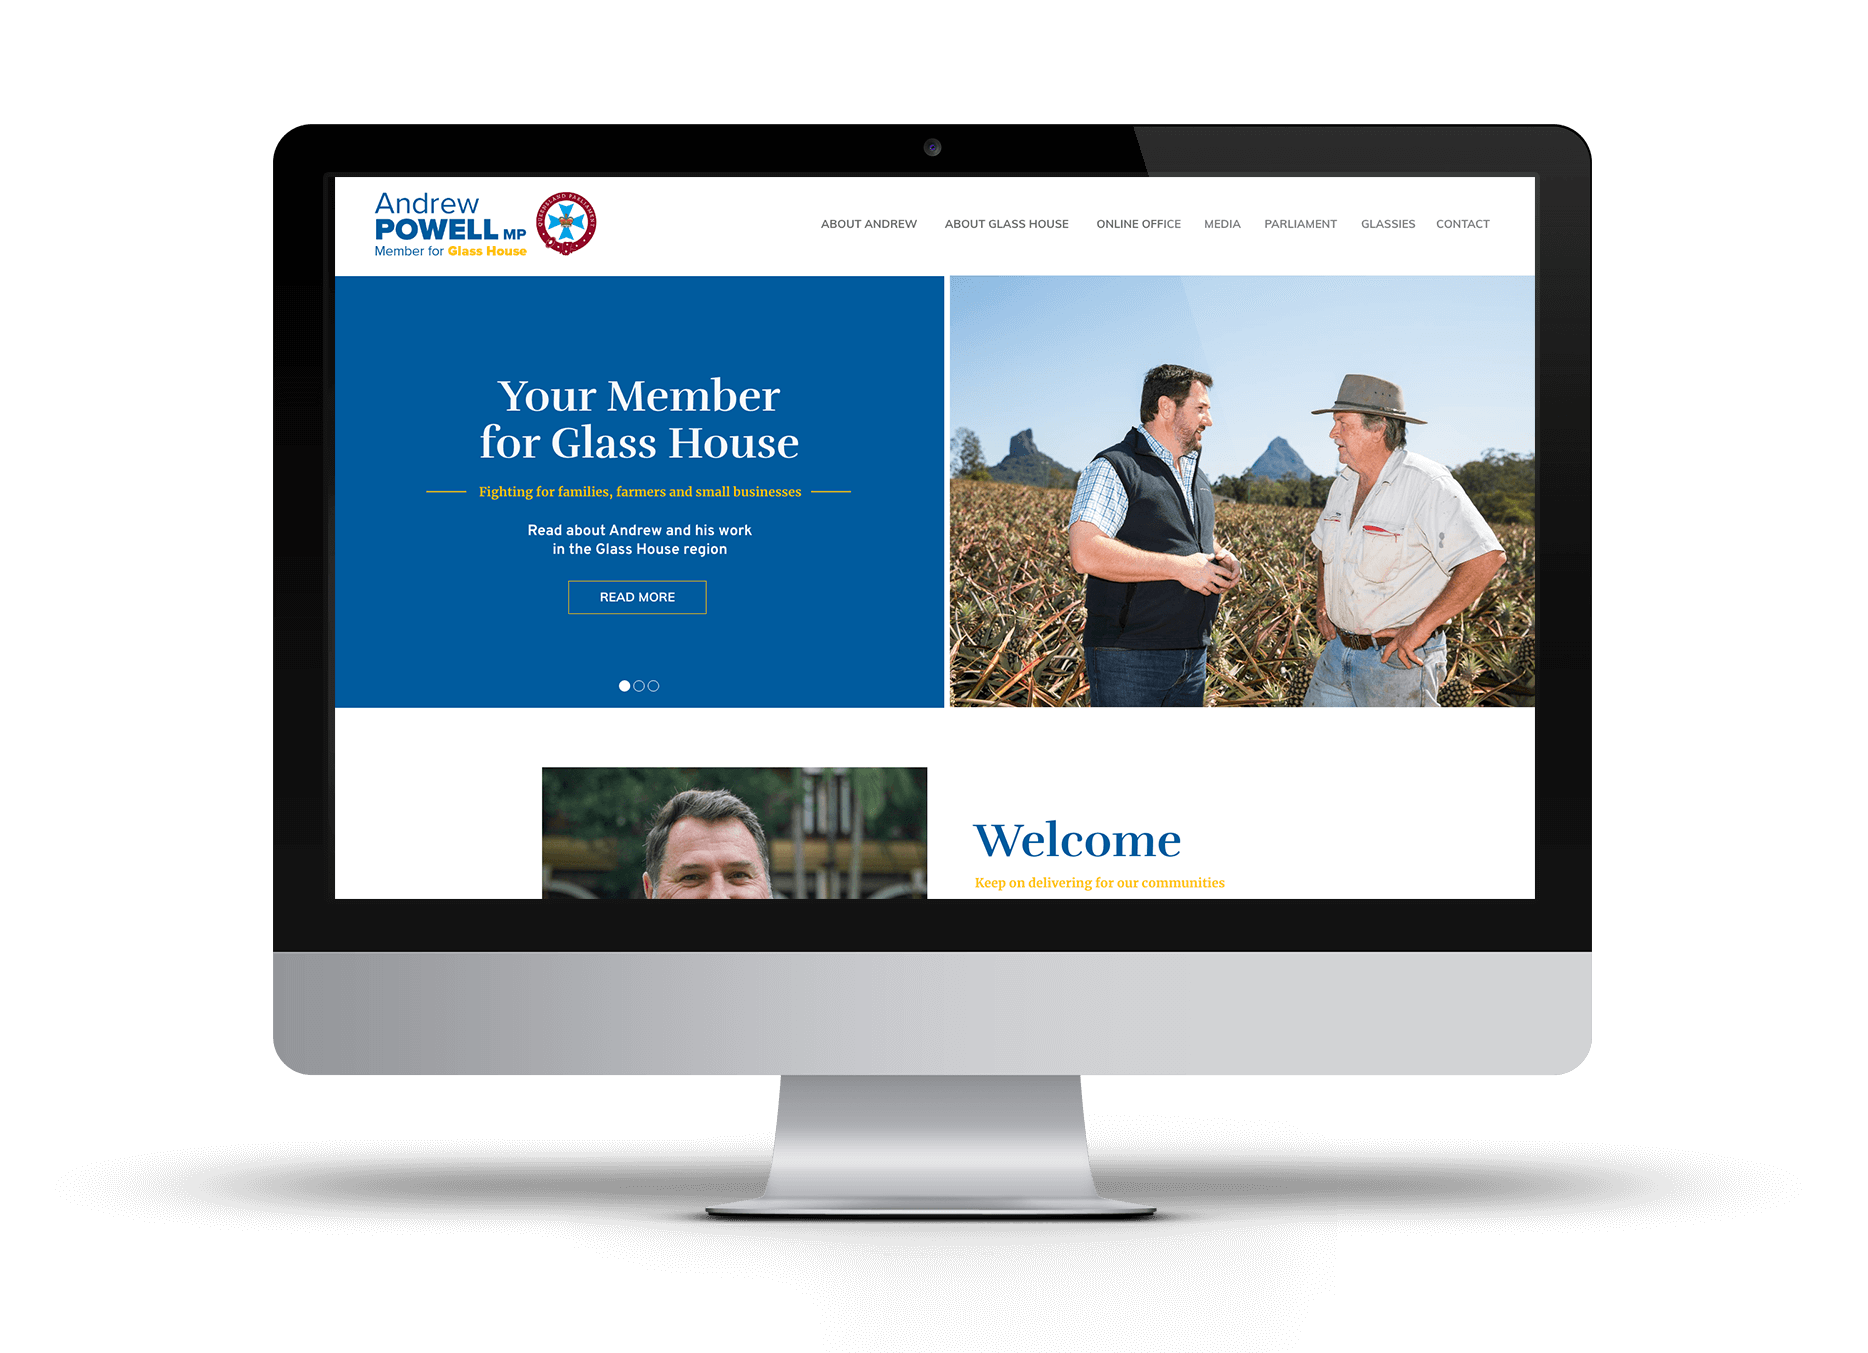 Andrew
POWELL MP
Member for Glass House
QUEENSLAND PARLIAMENT
ABOUT ANDREW ABOUT GLASS HOUSE ONLINE OFFICE MEDIA PARLIAMENT GLASSIES CONTACT
Your Member
for Glass House
Fighting for families, farmers and small businesses
Read about Andrew and his work
in the Glass House region
READ MORE
Welcome
Keep on delivering for our communities